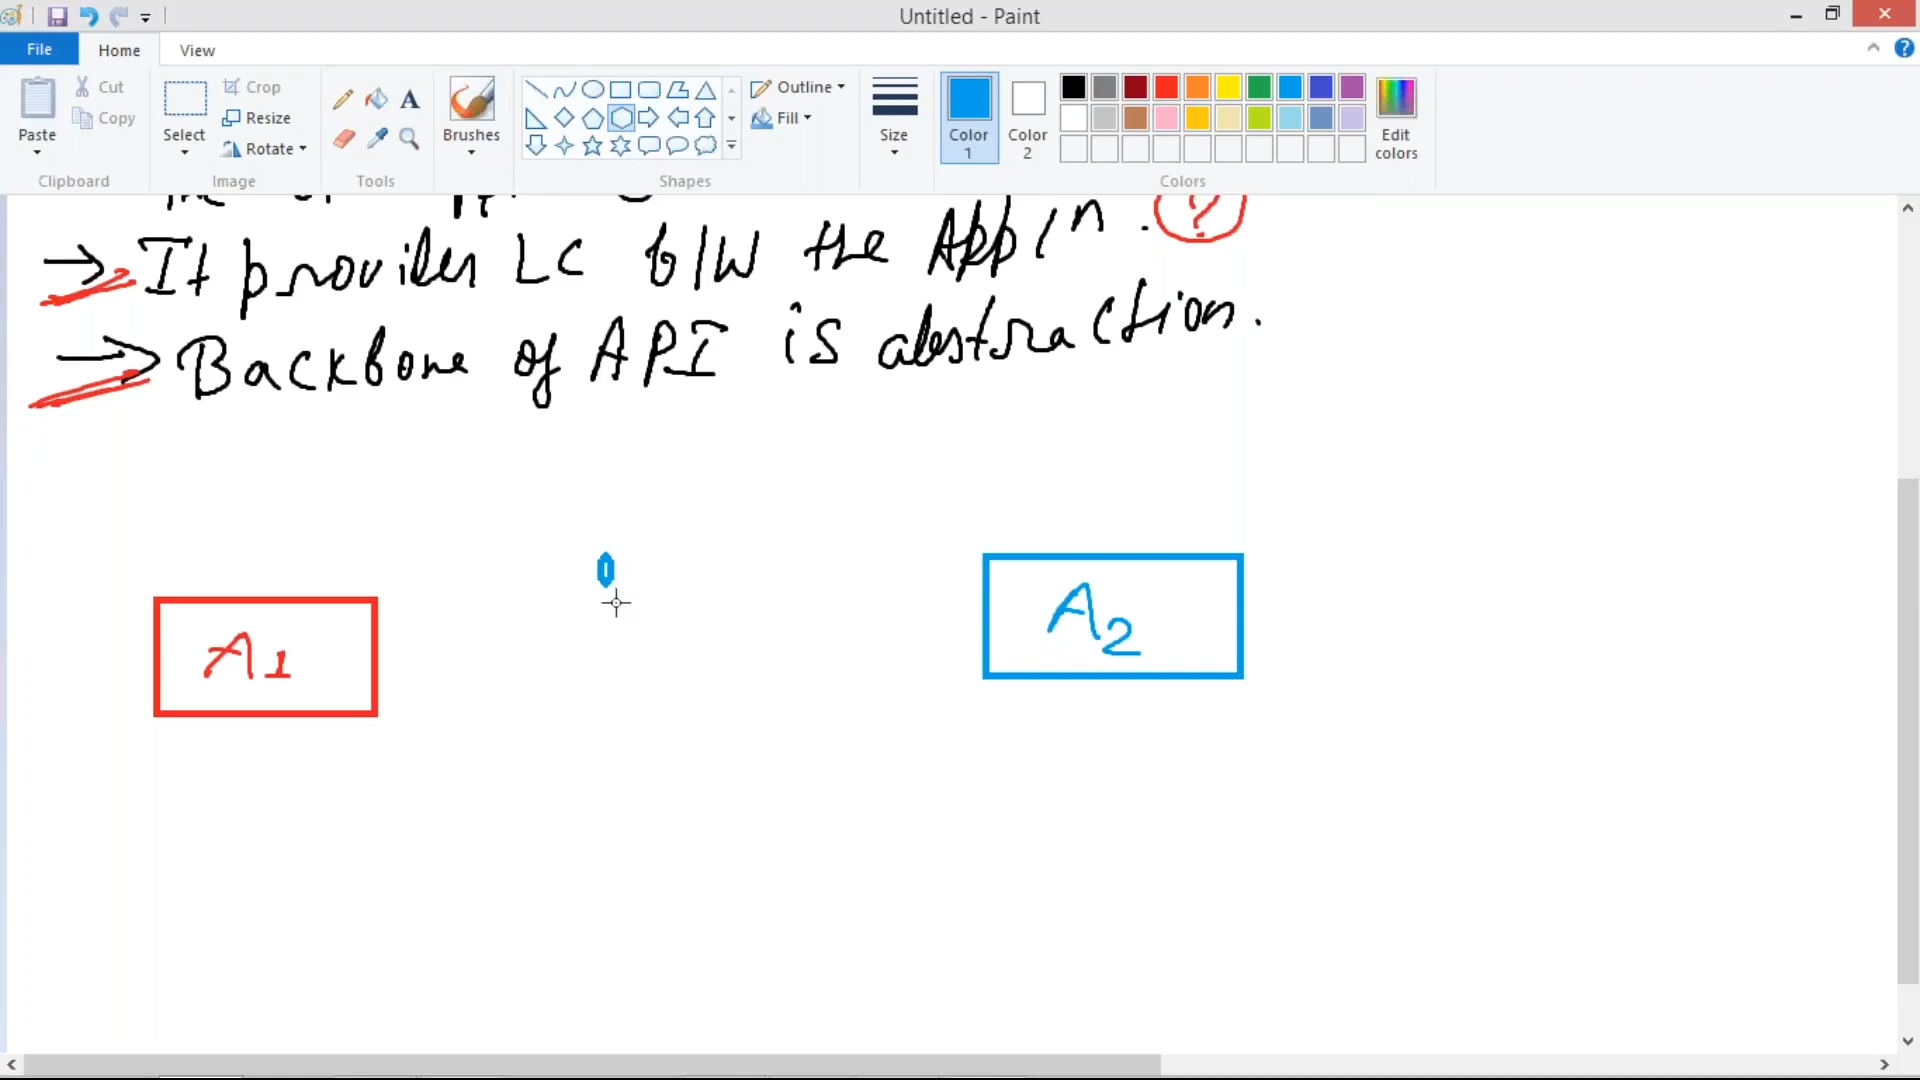 Untitled - Paint
File Home View
Paste
Cut
Copy
Clipboard
Select
Crop
Resize
Rotate
Image
Tools
A
Brushes
Shapes
Outline
Fill
Size
Color 1
Color 2
Edit colors
Colors
?
→ It provides LC b/W the App/n.
→ Backbone of API is abstraction.
A1
A2